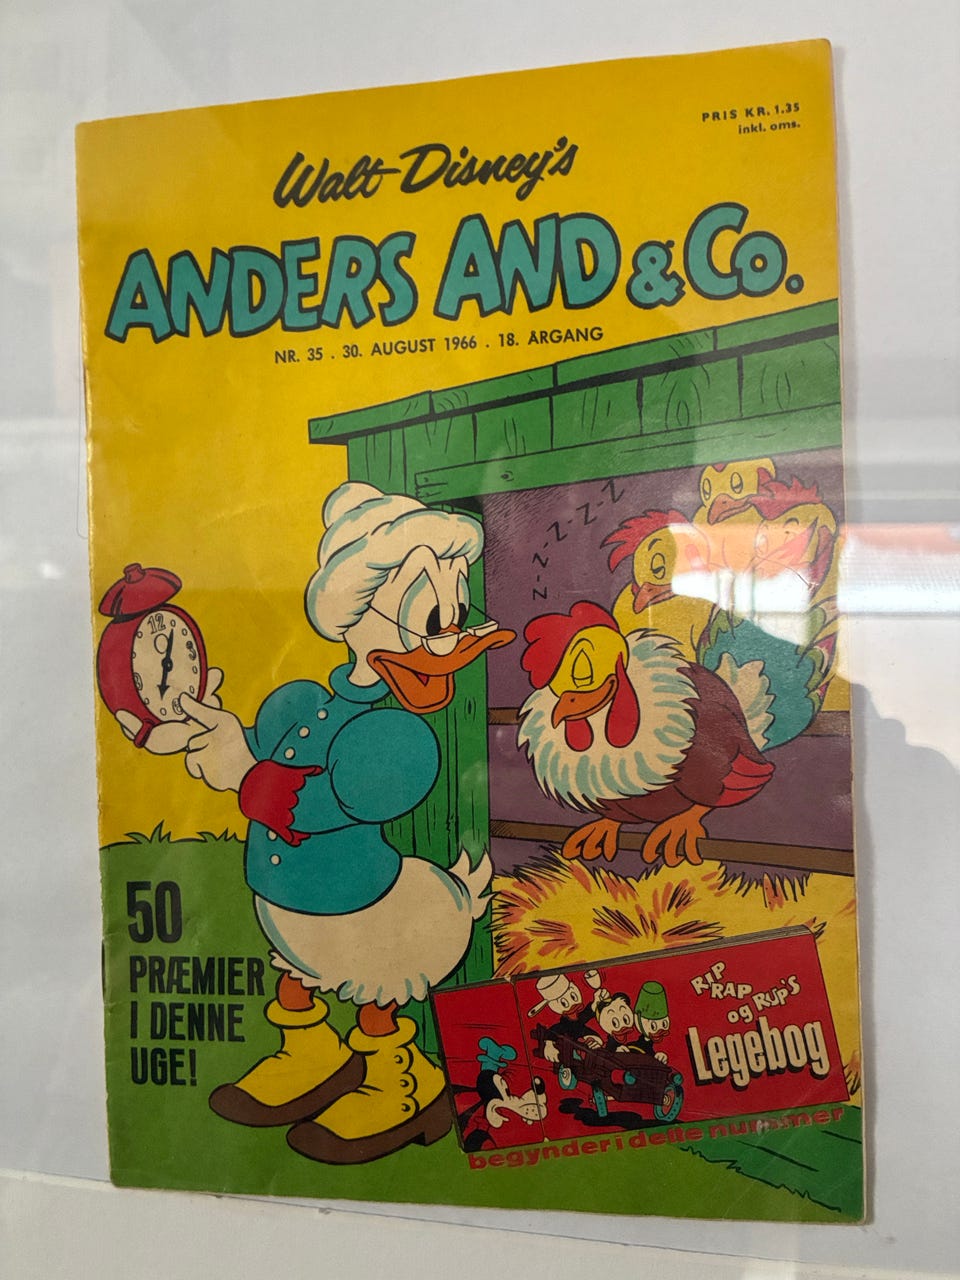 PRIS KR. 1.35
inkl. oms.
Walt Disney's
ANDERS AND & Co.
NR. 35 . 30. AUGUST 1966 . 18. ÅRGANG
Z-Z-Z-Z-Z
12
3
50
PRÆMIER
I DENNE
UGE!
RIP
RAP
og RUP'S
Legebog
begynder i dette nummer